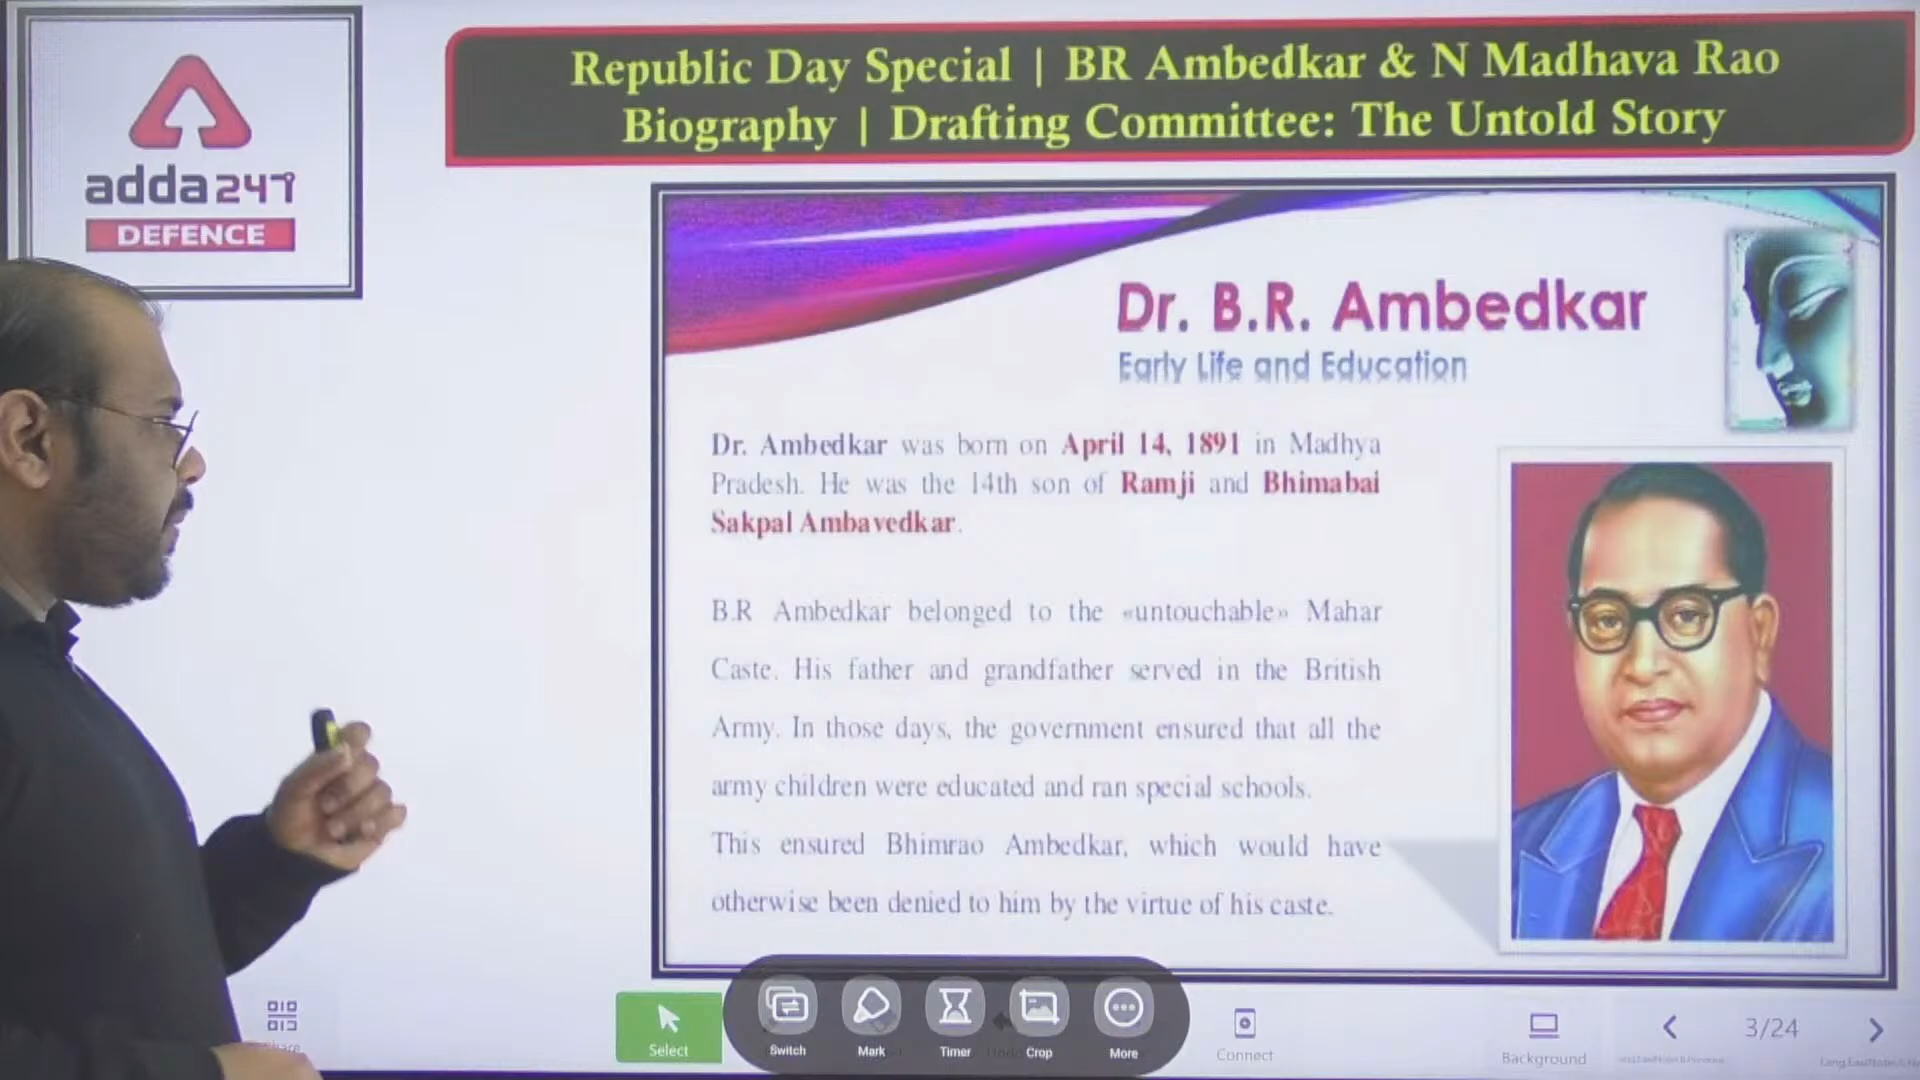 Republic Day Special | BR Ambedkar & N Madhava Rao
Biography | Drafting Committee: The Untold Story
adda247
DEFENCE
Dr. B.R. Ambedkar
Early Life and Education
Dr. Ambedkar was born on April 14, 1891 in Madhya
Pradesh. He was the 14th son of Ramji and Bhimabai
Sakpal Ambavedkar.
B.R Ambedkar belonged to the «untouchable» Mahar
Caste. His father and grandfather served in the British
Army. In those days, the government ensured that all the
army children were educated and ran special schools.
This ensured Bhimrao Ambedkar, which would have
otherwise been denied to him by the virtue of his caste.
Select
Switch
Mark
Timer
Crop
More
Connect
Background
3/24